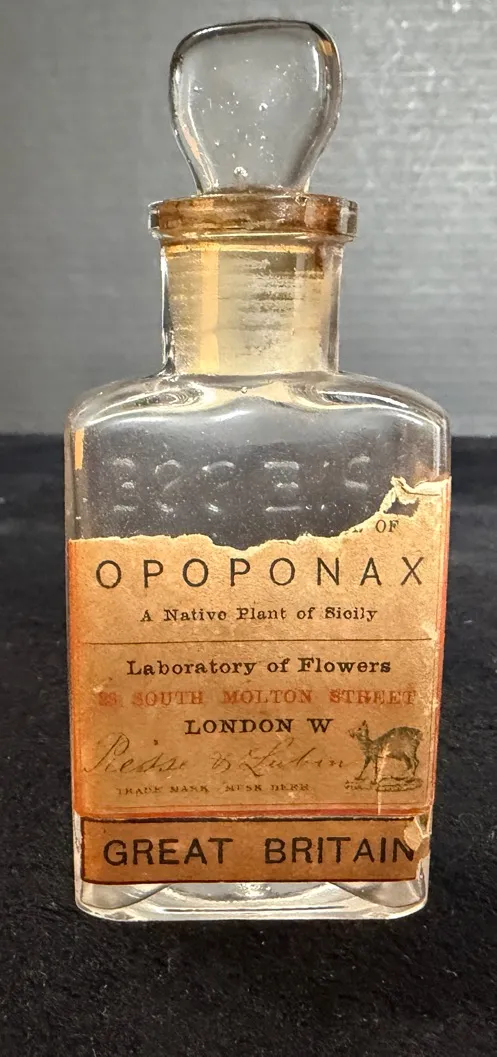 OF
OPOPONAX
A Native Plant of Sicily
Laboratory of Flowers
SOUTH MOLTON STREET
LONDON W
Piesse & Lubin
TRADE MARK MUSK DEER
GREAT BRITAIN